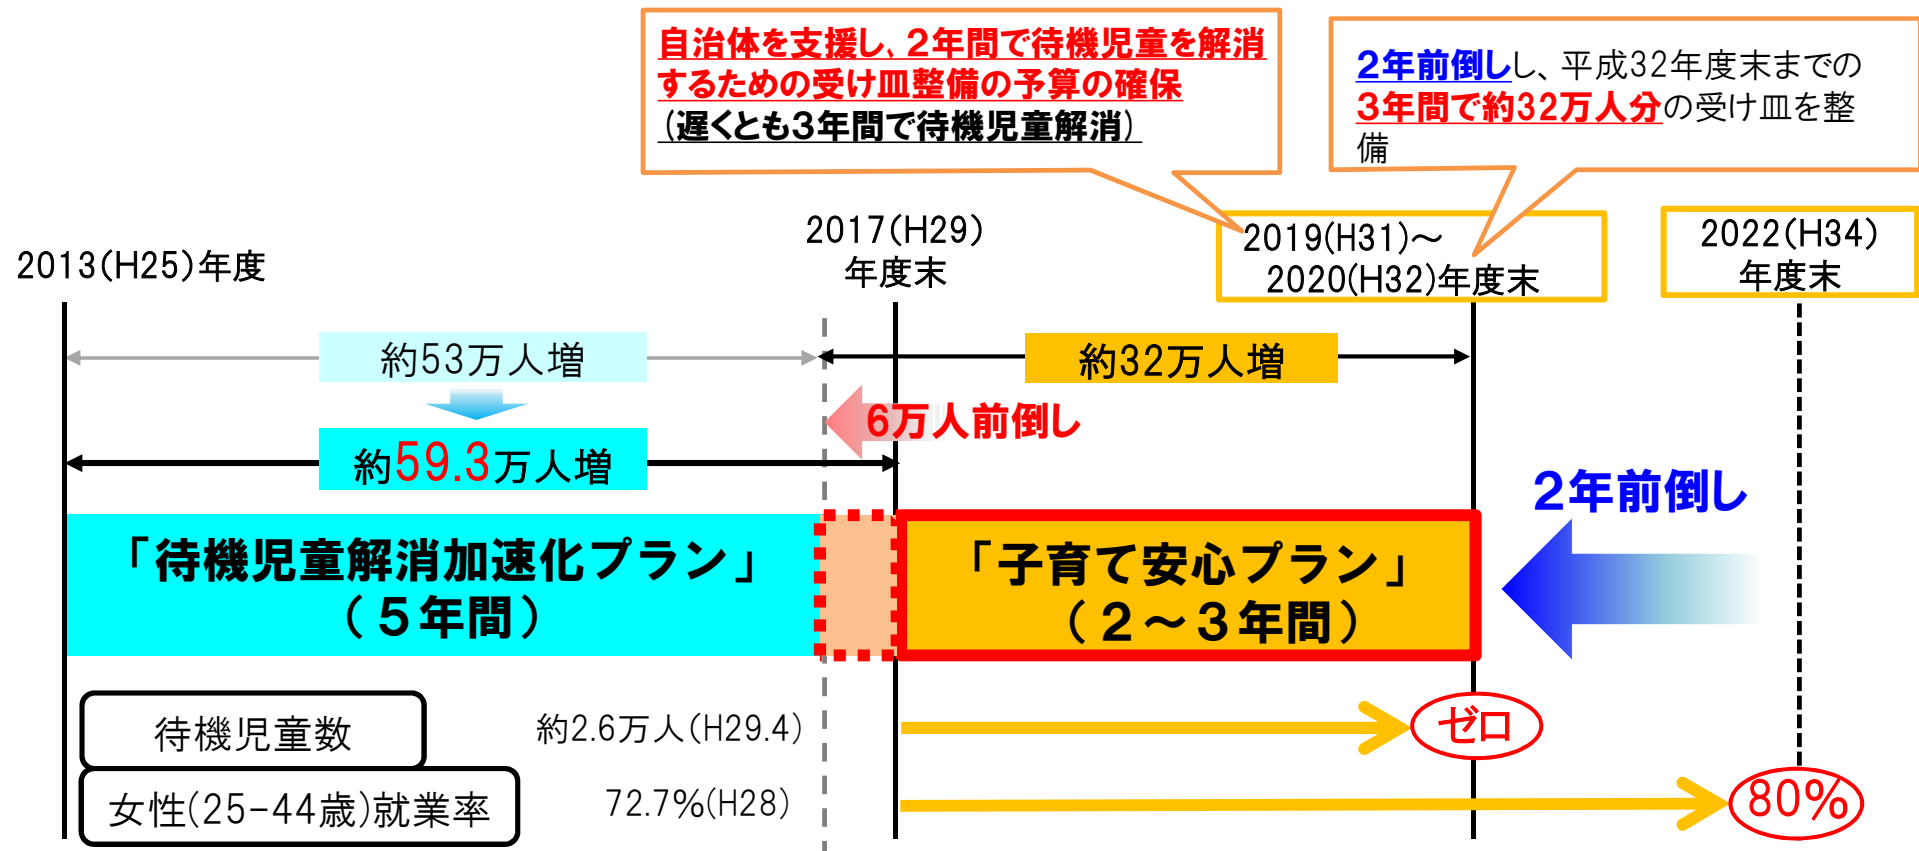 自治体を支援し、２年間で待機児童を解消
するための受け皿整備の予算の確保
（遅くとも３年間で待機児童解消）
２年前倒しし、平成32年度末までの
３年間で約32万人分の受け皿を整
備
2013(H25)年度
2017(H29)
年度末
2019(H31)～
2020(H32)年度末
2022(H34)
年度末
約53万人増
約32万人増
6万人前倒し
約59.3万人増
２年前倒し
「待機児童解消加速化プラン」
（５年間）
「子育て安心プラン」
（２～３年間）
待機児童数
約2.6万人(H29.4)
ゼロ
女性(25-44歳)就業率
72.7%(H28)
80%